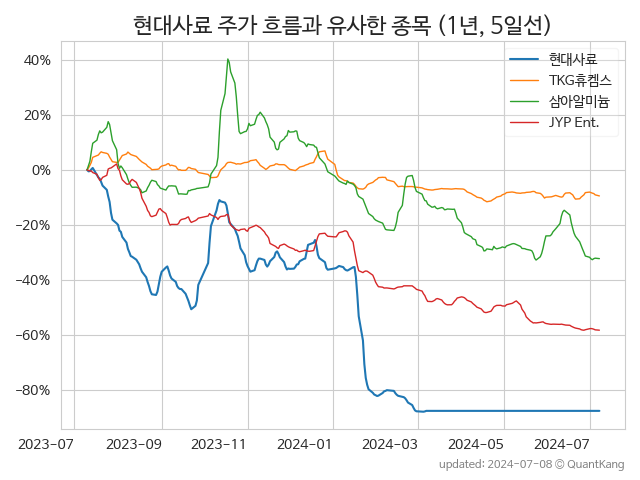 현대사료 주가 흐름과 유사한 종목 (1년, 5일선)
현대사료
TKG휴켐스
삼아알미늄
JYP Ent.
40%
20%
0%
−20%
−40%
−60%
−80%
2023-07 2023-09 2023-11 2024-01 2024-03 2024-05 2024-07
updated: 2024-07-08 © QuantKang